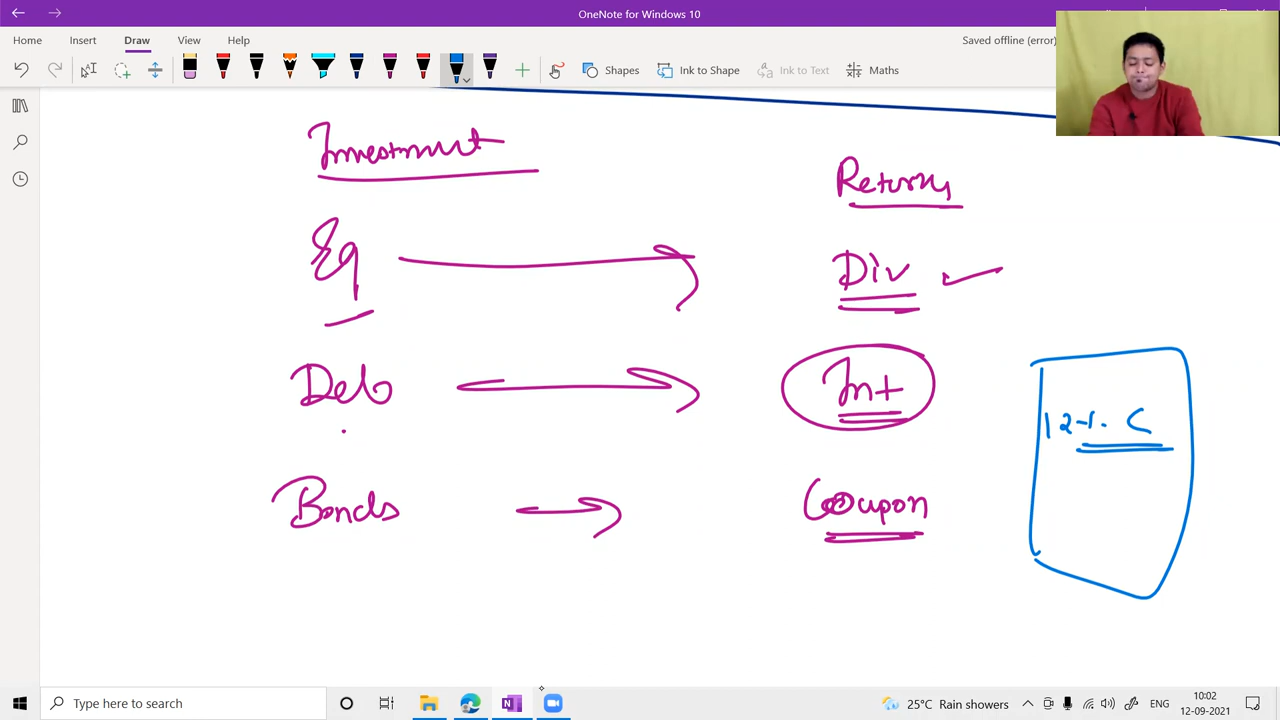 OneNote for Windows 10
Home Insert Draw View Help
Saved offline (error)
Shapes
Ink to Shape
Ink to Text
Maths
Investment
Returns
Eq
Div
Deb
Int
12-1. C
Bonds
Coupon
Type here to search
25°C Rain showers
ENG
10:02
12-09-2021